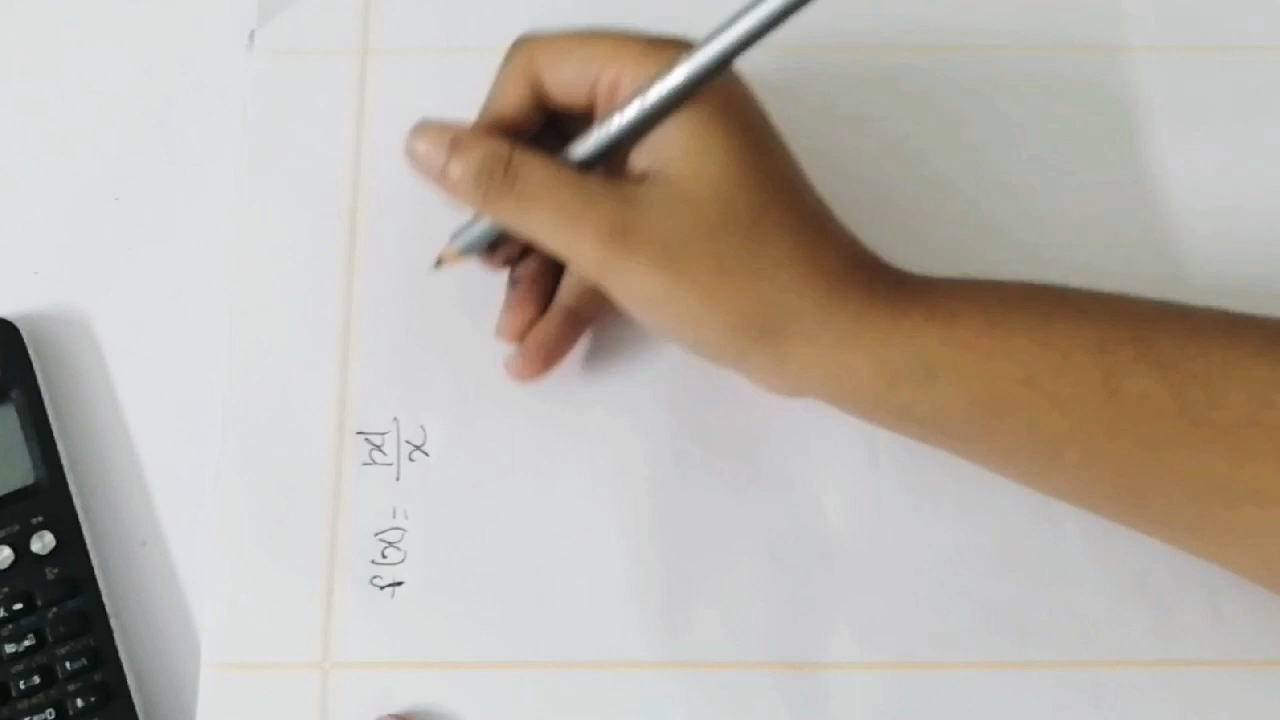 f(x) = |x|/x